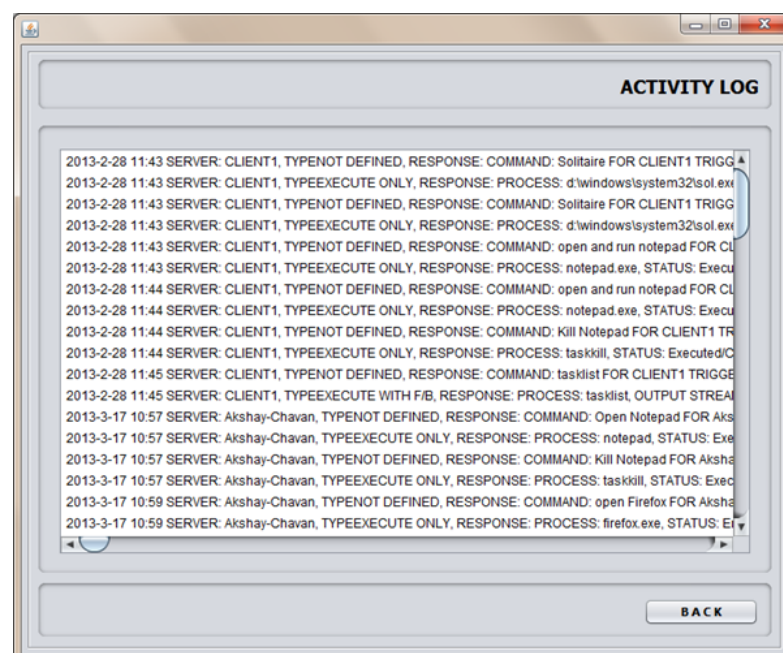 ACTIVITY LOG
2013-2-28 11:43 SERVER: CLIENT1, TYPENOT DEFINED, RESPONSE: COMMAND: Solitaire FOR CLIENT1 TRIGG
2013-2-28 11:43 SERVER: CLIENT1, TYPEEXECUTE ONLY, RESPONSE: PROCESS: d:\windows\system32\sol.exe
2013-2-28 11:43 SERVER: CLIENT1, TYPENOT DEFINED, RESPONSE: COMMAND: Solitaire FOR CLIENT1 TRIGG
2013-2-28 11:43 SERVER: CLIENT1, TYPEEXECUTE ONLY, RESPONSE: PROCESS: d:\windows\system32\sol.exe
2013-2-28 11:43 SERVER: CLIENT1, TYPENOT DEFINED, RESPONSE: COMMAND: open and run notepad FOR CL
2013-2-28 11:43 SERVER: CLIENT1, TYPEEXECUTE ONLY, RESPONSE: PROCESS: notepad.exe, STATUS: Execu
2013-2-28 11:44 SERVER: CLIENT1, TYPENOT DEFINED, RESPONSE: COMMAND: open and run notepad FOR CL
2013-2-28 11:44 SERVER: CLIENT1, TYPEEXECUTE ONLY, RESPONSE: PROCESS: notepad.exe, STATUS: Execu
2013-2-28 11:44 SERVER: CLIENT1, TYPENOT DEFINED, RESPONSE: COMMAND: Kill Notepad FOR CLIENT1 TR
2013-2-28 11:44 SERVER: CLIENT1, TYPEEXECUTE ONLY, RESPONSE: PROCESS: taskkill, STATUS: Executed/C
2013-2-28 11:45 SERVER: CLIENT1, TYPENOT DEFINED, RESPONSE: COMMAND: tasklist FOR CLIENT1 TRIGGE
2013-2-28 11:45 SERVER: CLIENT1, TYPEEXECUTE WITH F/B, RESPONSE: PROCESS: tasklist, OUTPUT STREA
2013-3-17 10:57 SERVER: Akshay-Chavan, TYPENOT DEFINED, RESPONSE: COMMAND: Open Notepad FOR Aks
2013-3-17 10:57 SERVER: Akshay-Chavan, TYPEEXECUTE ONLY, RESPONSE: PROCESS: notepad, STATUS: Exe
2013-3-17 10:57 SERVER: Akshay-Chavan, TYPENOT DEFINED, RESPONSE: COMMAND: Kill Notepad FOR Aksha
2013-3-17 10:57 SERVER: Akshay-Chavan, TYPEEXECUTE ONLY, RESPONSE: PROCESS: taskkill, STATUS: Exec
2013-3-17 10:59 SERVER: Akshay-Chavan, TYPENOT DEFINED, RESPONSE: COMMAND: open Firefox FOR Aksha
2013-3-17 10:59 SERVER: Akshay-Chavan, TYPEEXECUTE ONLY, RESPONSE: PROCESS: firefox.exe, STATUS: E
BACK